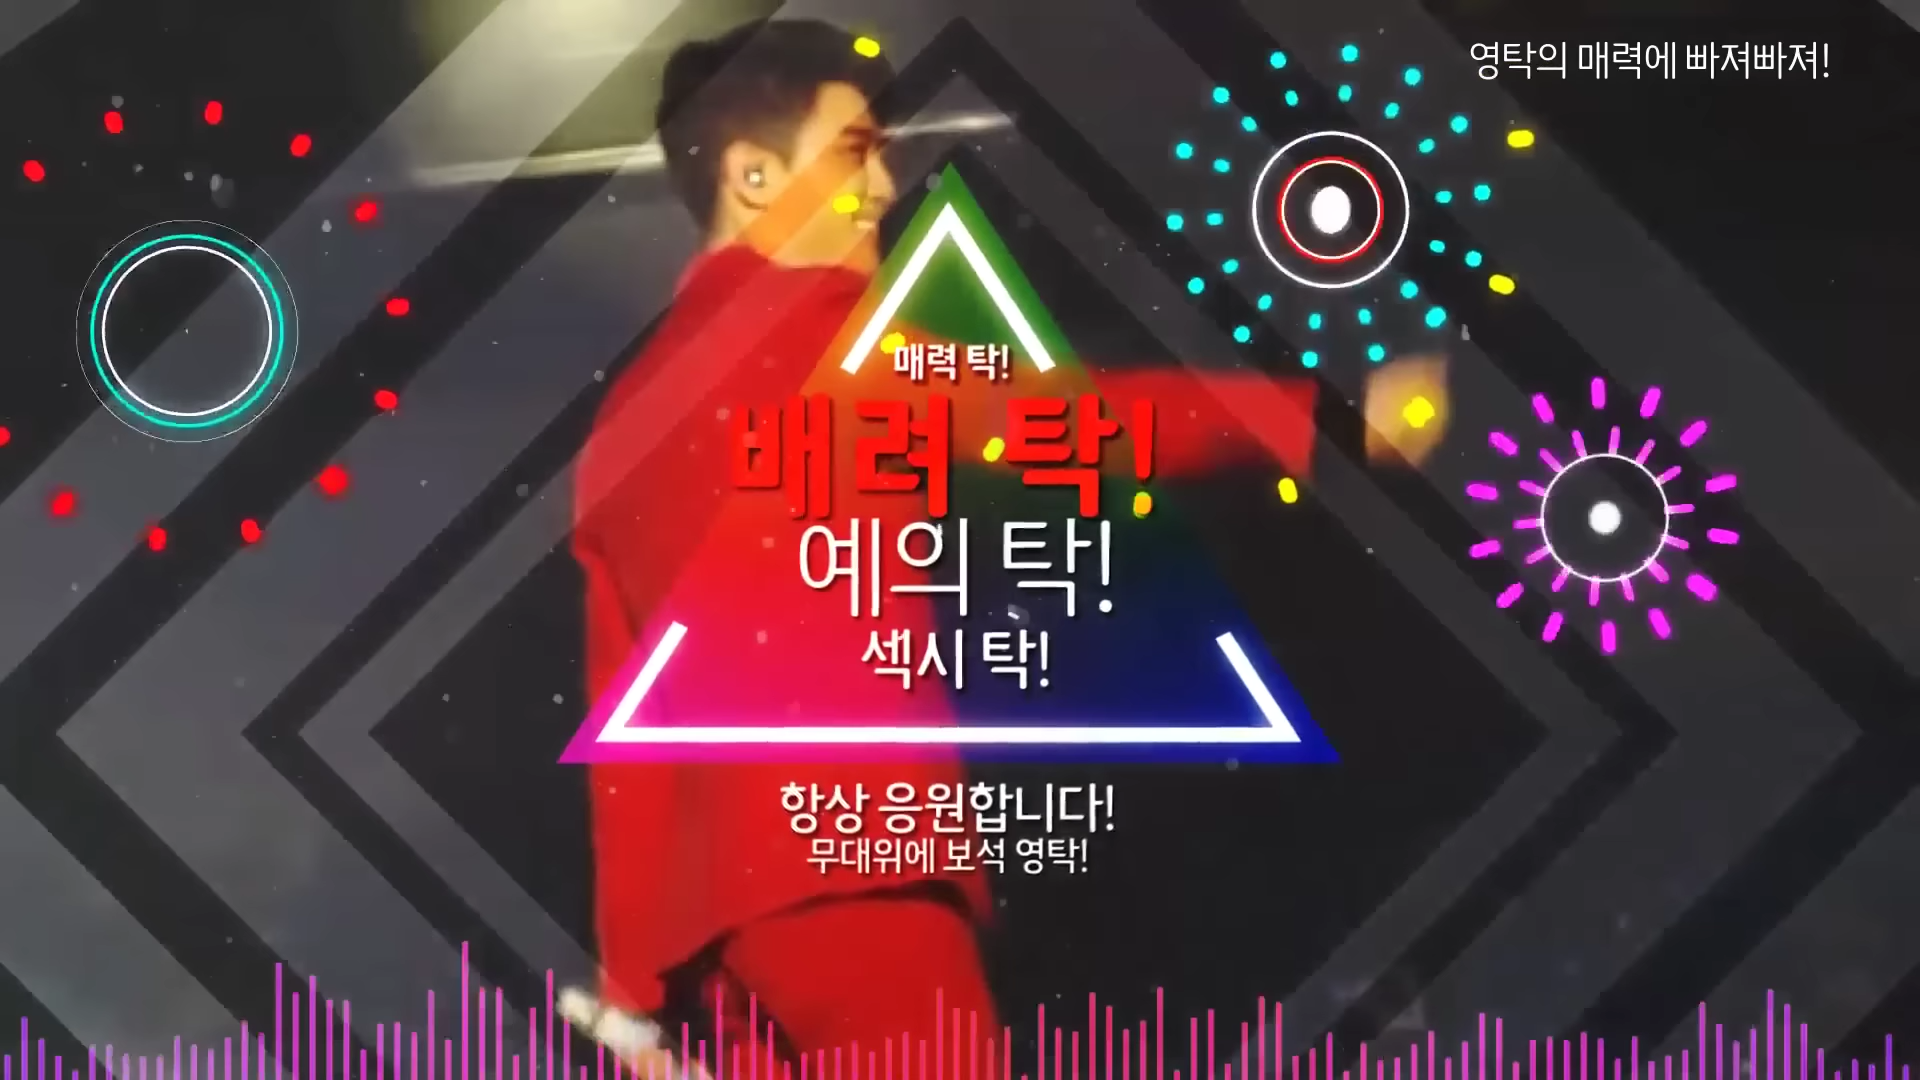 영탁의 매력에 빠져빠져!
매력 탁!
배려 탁!
예의 탁!
섹시 탁!
항상 응원합니다!
무대위에 보석 영탁!